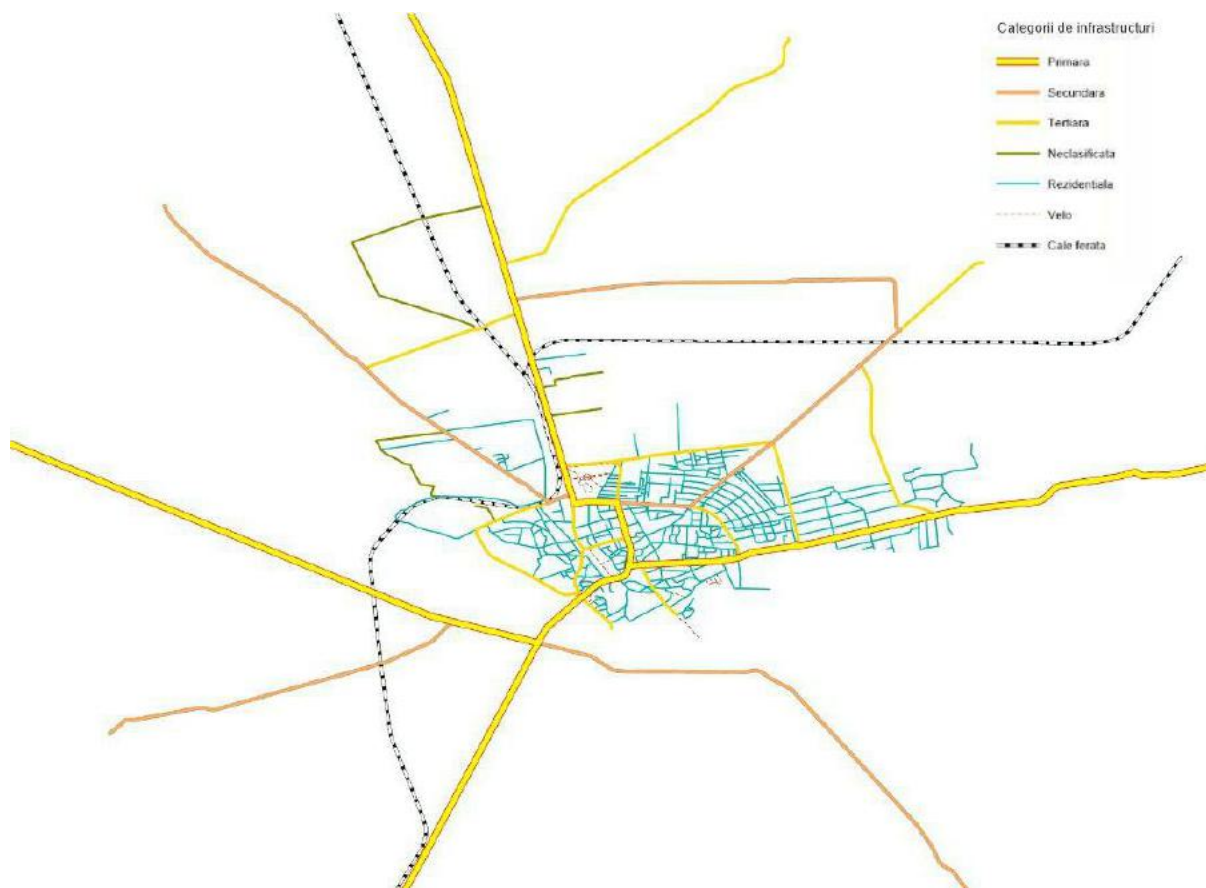 Categorii de infrastructuri
Primara
Secundara
Tertiara
Neclasificata
Rezidentiala
Velo
Cale ferata